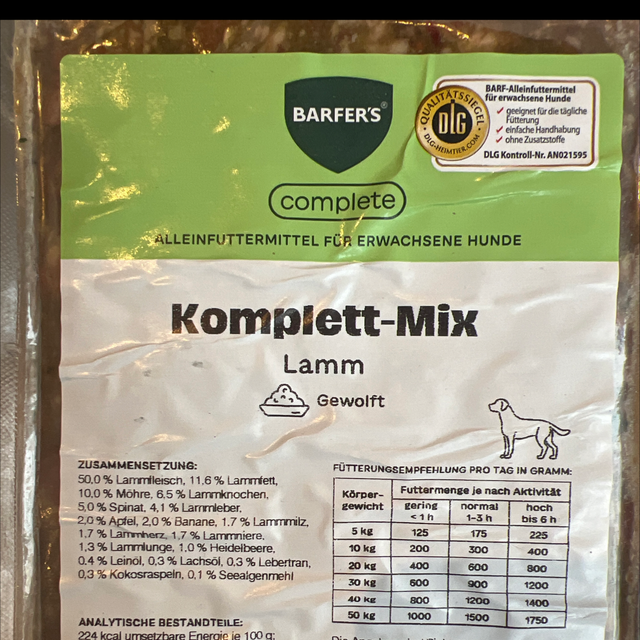 BARFER'S®
QUALITÄTSSIEGEL
DLG
DLG-HEIMTIER.COM
BARF-Alleinfuttermittel
für erwachsene Hunde
✓ geeignet für die tägliche
Fütterung
✓ einfache Handhabung
✓ ohne Zusatzstoffe
DLG Kontroll-Nr. AN021595
complete
ALLEINFUTTERMITTEL FÜR ERWACHSENE HUNDE
Komplett-Mix
Lamm
Gewolft
ZUSAMMENSETZUNG:
50,0 % Lammfleisch, 11.6 % Lammfett,
10.0 % Möhre, 6.5 % Lammknochen,
5,0 % Spinat, 4,1 % Lammleber,
2,0 % Apfel, 2,0 % Banane, 1.7 % Lammmilz,
1.7 % Lammherz, 1,7 % Lammniere,
1,3 % Lammlunge, 1,0 % Heidelbeere,
0.4 % Leinöl, 0,3 % Lachsöl, 0.3 % Lebertran,
0,3 % Kokosraspeln, 0,1 % Seealgenmehl
ANALYTISCHE BESTANDTEILE:
224 kcal umsetzbare Energie je 100 g;
FÜTTERUNGSEMPFEHLUNG PRO TAG IN GRAMM:
Körper- Futtermenge je nach Aktivität
gewicht gering normal hoch
< 1 h 1-3 h bis 6 h
5 kg 125 175 225
10 kg 200 300 400
20 kg 400 600 800
30 kg 600 900 1200
40 kg 800 1200 1400
50 kg 1000 1500 1750